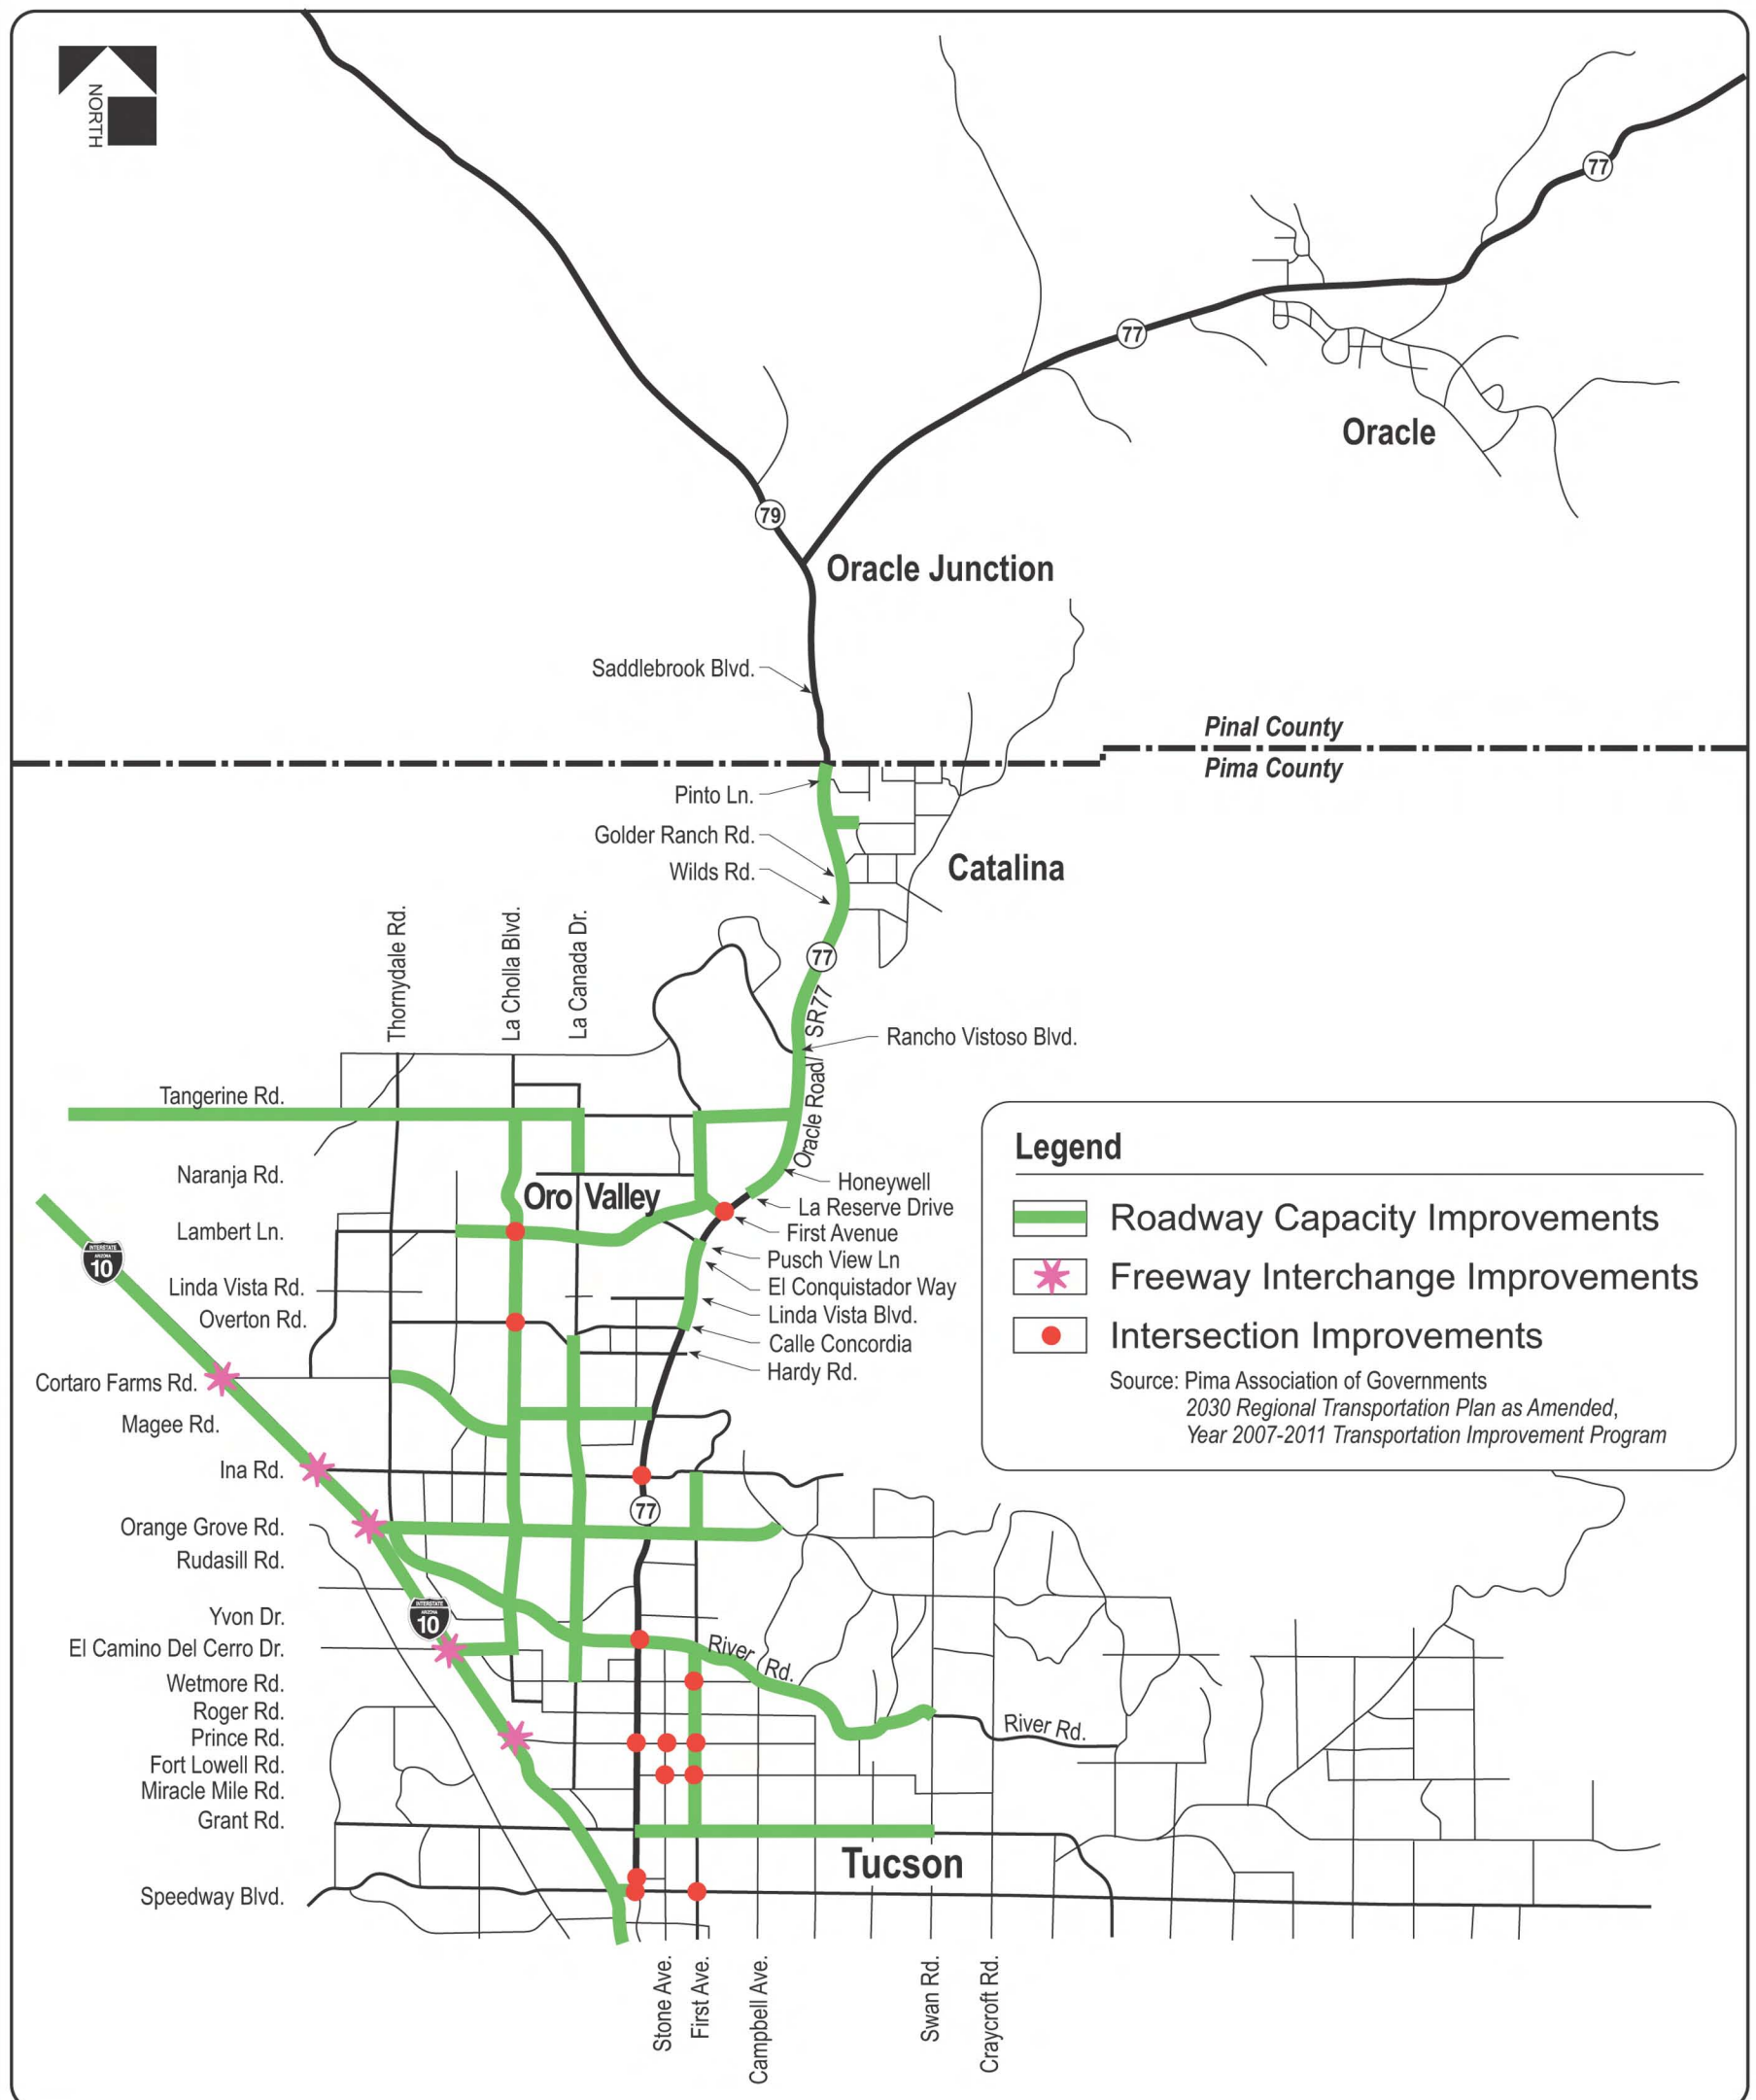 NORTH
77
77
Oracle
79
Oracle Junction
Saddlebrook Blvd.
Pinal County
Pima County
Pinto Ln.
Golder Ranch Rd.
Wilds Rd.
Catalina
Thornydale Rd.
La Cholla Blvd.
La Canada Dr.
77
Oracle Road/ SR77
Rancho Vistoso Blvd.
Tangerine Rd.
Naranja Rd.
Oro Valley
Honeywell
La Reserve Drive
Lambert Ln.
First Avenue
Pusch View Ln
INTERSTATE
ARIZONA
10
Linda Vista Rd.
El Conquistador Way
Overton Rd.
Linda Vista Blvd.
Calle Concordia
Hardy Rd.
Cortaro Farms Rd.
Magee Rd.
Ina Rd.
77
Orange Grove Rd.
Rudasill Rd.
INTERSTATE
ARIZONA
10
Yvon Dr.
El Camino Del Cerro Dr.
River Rd.
Wetmore Rd.
Roger Rd.
River Rd.
Prince Rd.
Fort Lowell Rd.
Miracle Mile Rd.
Grant Rd.
Tucson
Speedway Blvd.
Stone Ave.
First Ave.
Campbell Ave.
Swan Rd.
Craycroft Rd.
Legend
Roadway Capacity Improvements
Freeway Interchange Improvements
Intersection Improvements
Source: Pima Association of Governments
2030 Regional Transportation Plan as Amended,
Year 2007-2011 Transportation Improvement Program